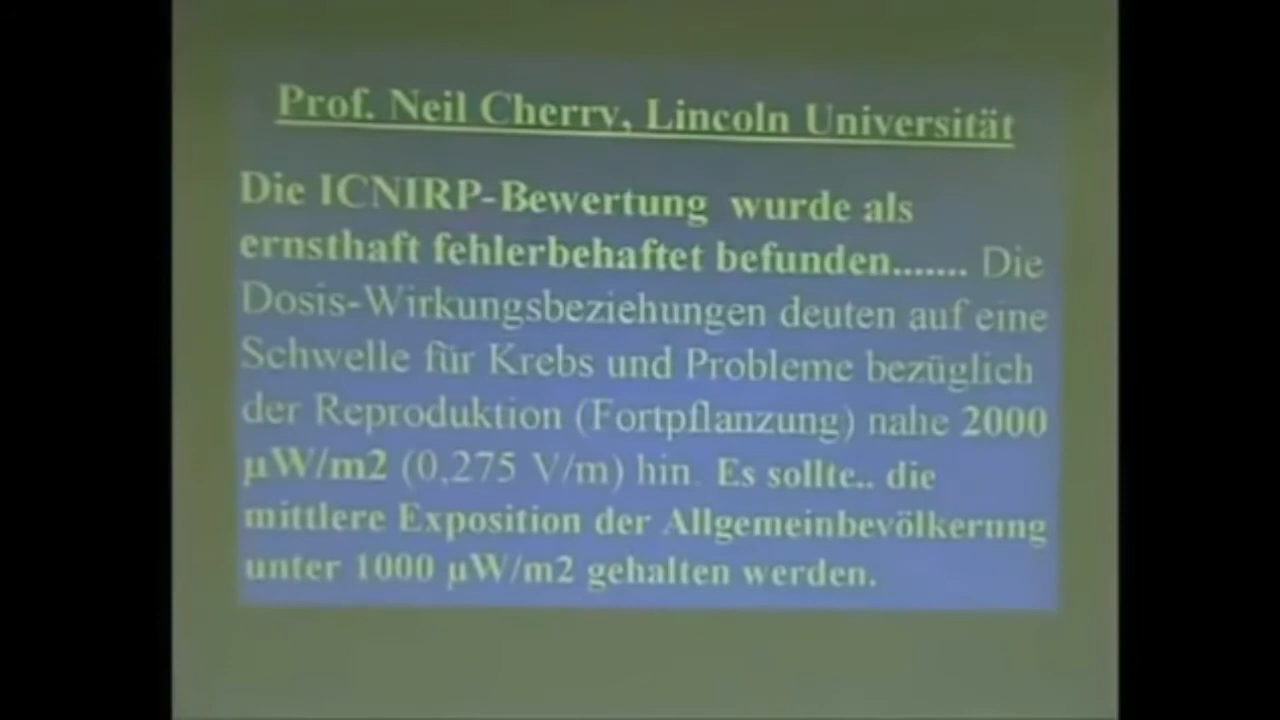 Prof. Neil Cherry, Lincoln Universität
Die ICNIRP-Bewertung wurde als
ernsthaft fehlerbehaftet befunden....... Die
Dosis-Wirkungsbeziehungen deuten auf eine
Schwelle für Krebs und Probleme bezüglich
der Reproduktion (Fortpflanzung) nahe 2000
µW/m2 (0,275 V/m) hin. Es sollte.. die
mittlere Exposition der Allgemeinbevölkerung
unter 1000 µW/m2 gehalten werden.